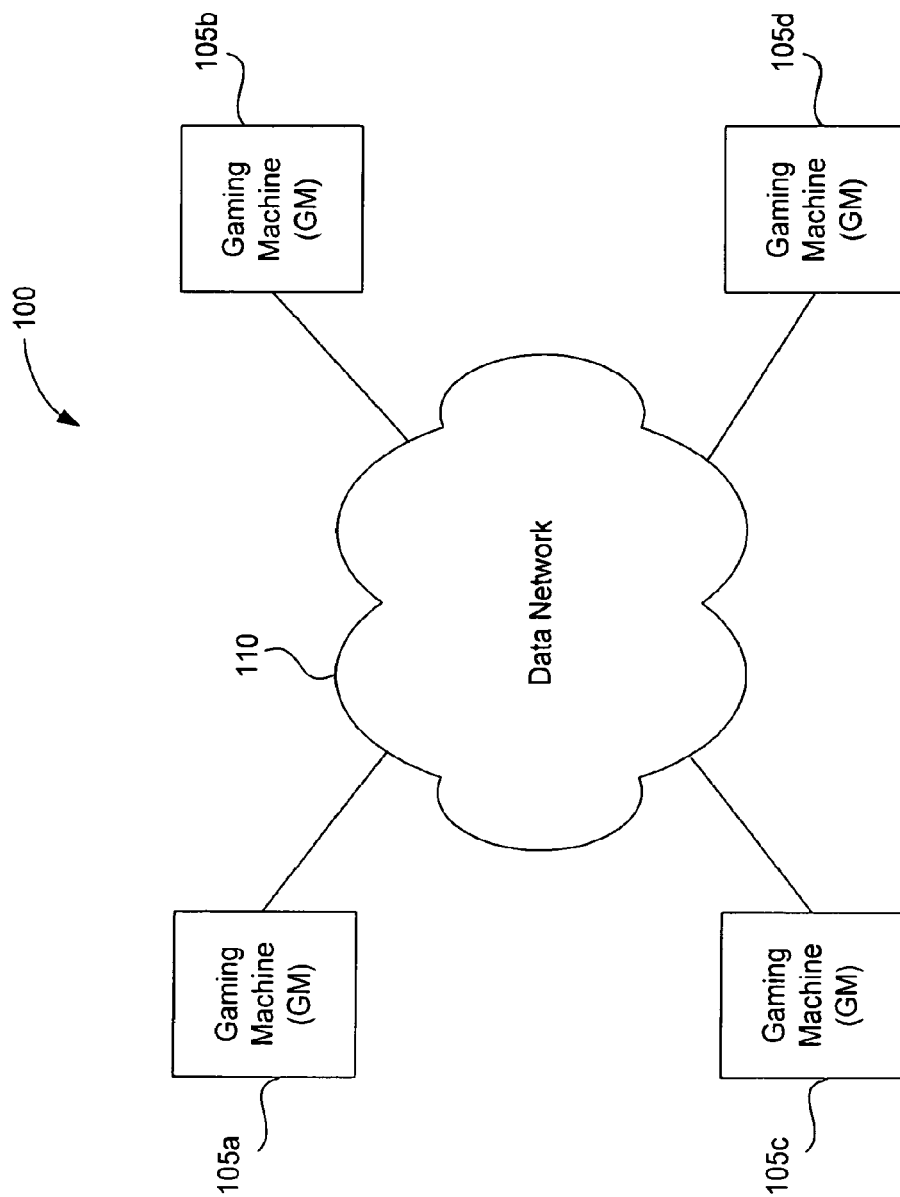 100
105a
Gaming
Machine
(GM)
110
Data Network
Gaming
Machine
(GM)
105b
105c
Gaming
Machine
(GM)
Gaming
Machine
(GM)
105d